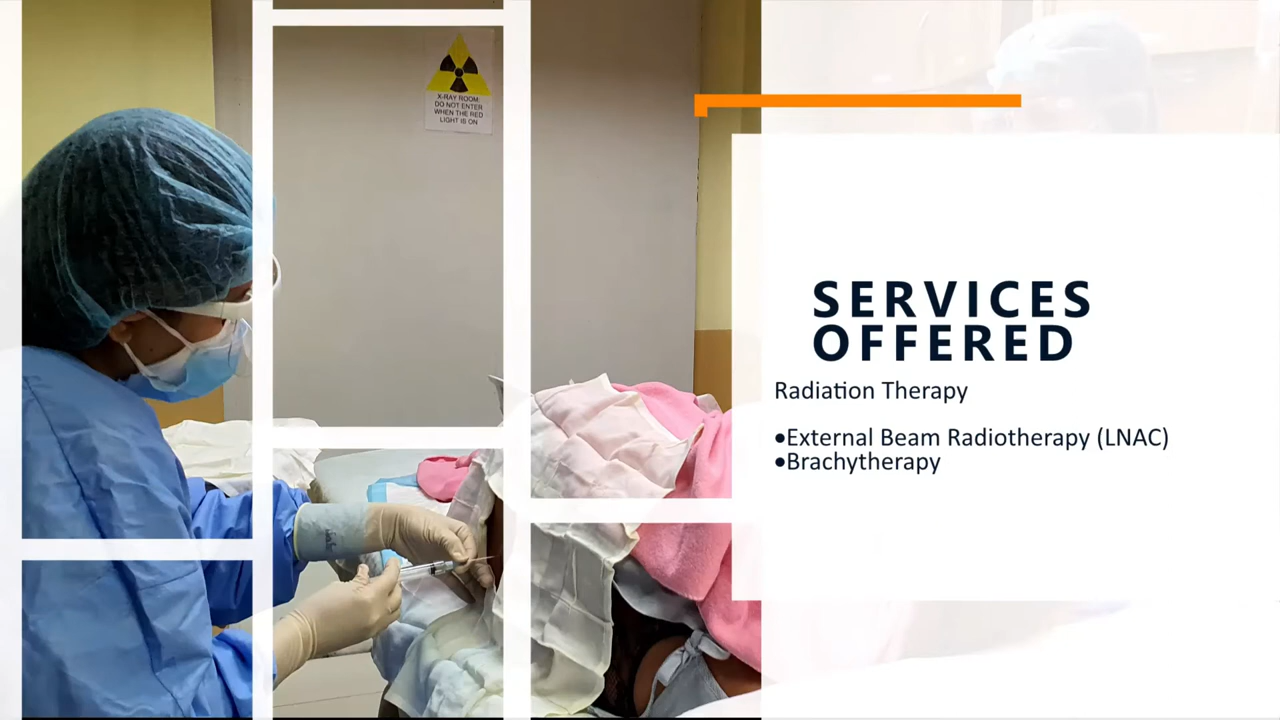 X-RAY ROOM:
DO NOT ENTER
WHEN THE RED
LIGHT IS ON
SERVICES
OFFERED
Radiation Therapy
•External Beam Radiotherapy (LNAC)
•Brachytherapy